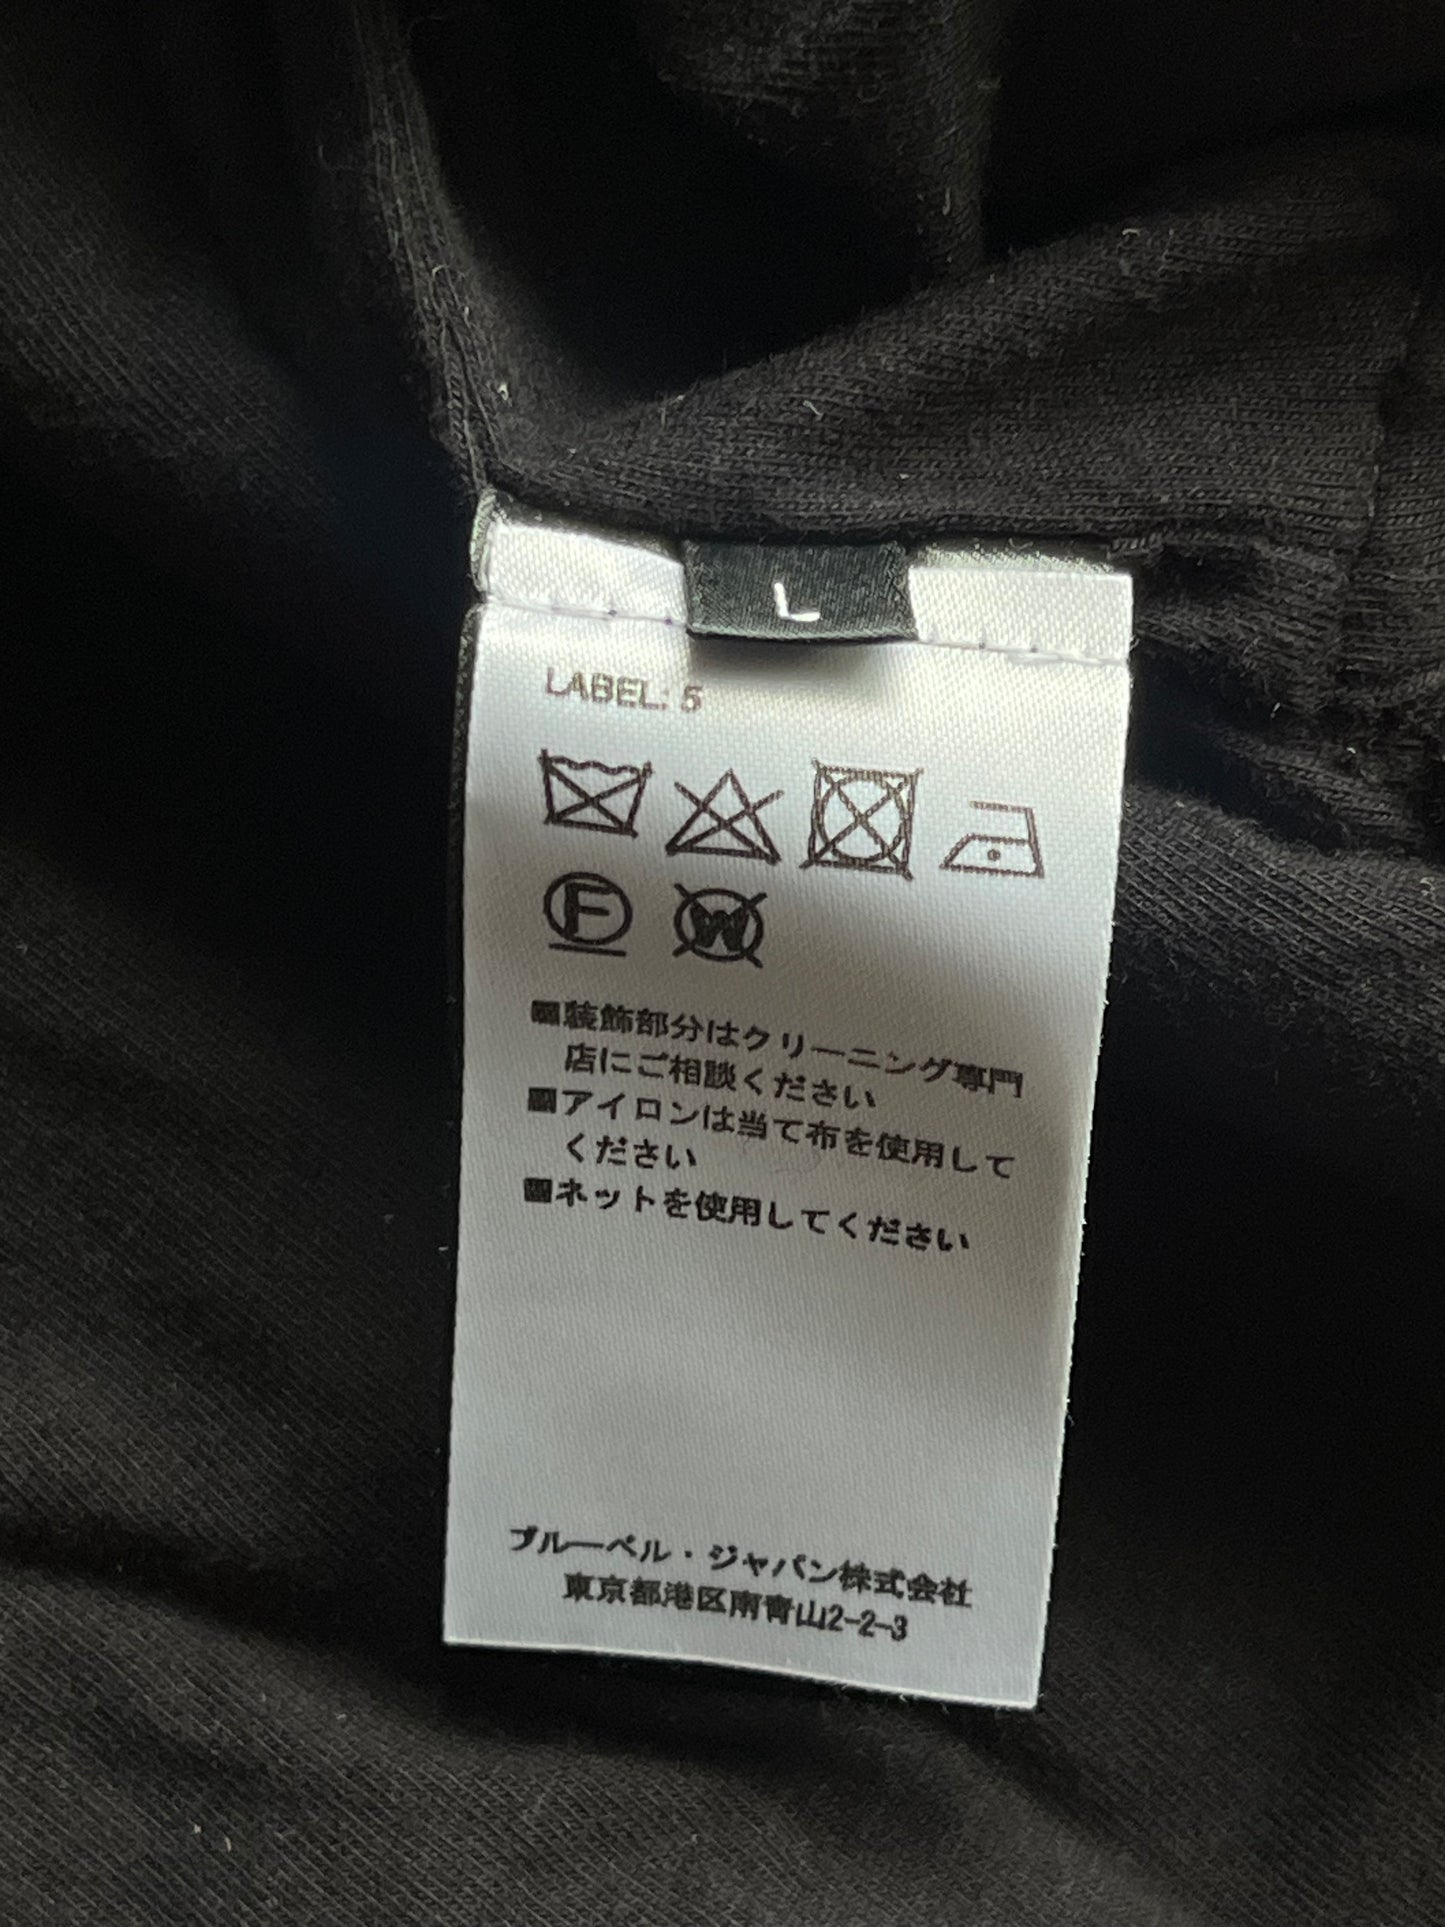 L
LABEL: 5
F W
■装飾部分はクリーニング専門
店にご相談ください
■アイロンは当て布を使用して
ください
■ネットを使用してください
ブルーベル・ジャパン株式会社
東京都港区南青山2-2-3